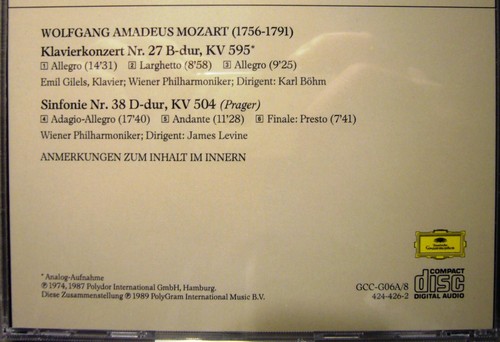 WOLFGANG AMADEUS MOZART (1756-1791)
Klavierkonzert Nr. 27 B-dur, KV 595*
1 Allegro (14'31) 2 Larghetto (8'58) 3 Allegro (9'25)
Emil Gilels, Klavier; Wiener Philharmoniker; Dirigent: Karl Böhm
Sinfonie Nr. 38 D-dur, KV 504 (Prager)
4 Adagio-Allegro (17'40) 5 Andante (11'28) 6 Finale: Presto (7'41)
Wiener Philharmoniker; Dirigent: James Levine
ANMERKUNGEN ZUM INHALT IM INNERN
Deutsche
Grammophon
*Analog-Aufnahme
℗ 1974, 1987 Polydor International GmbH, Hamburg.
Diese Zusammenstellung ℗ 1989 PolyGram International Music B.V.
GCC-G06A/8
424-426-2
COMPACT
disc
DIGITAL AUDIO